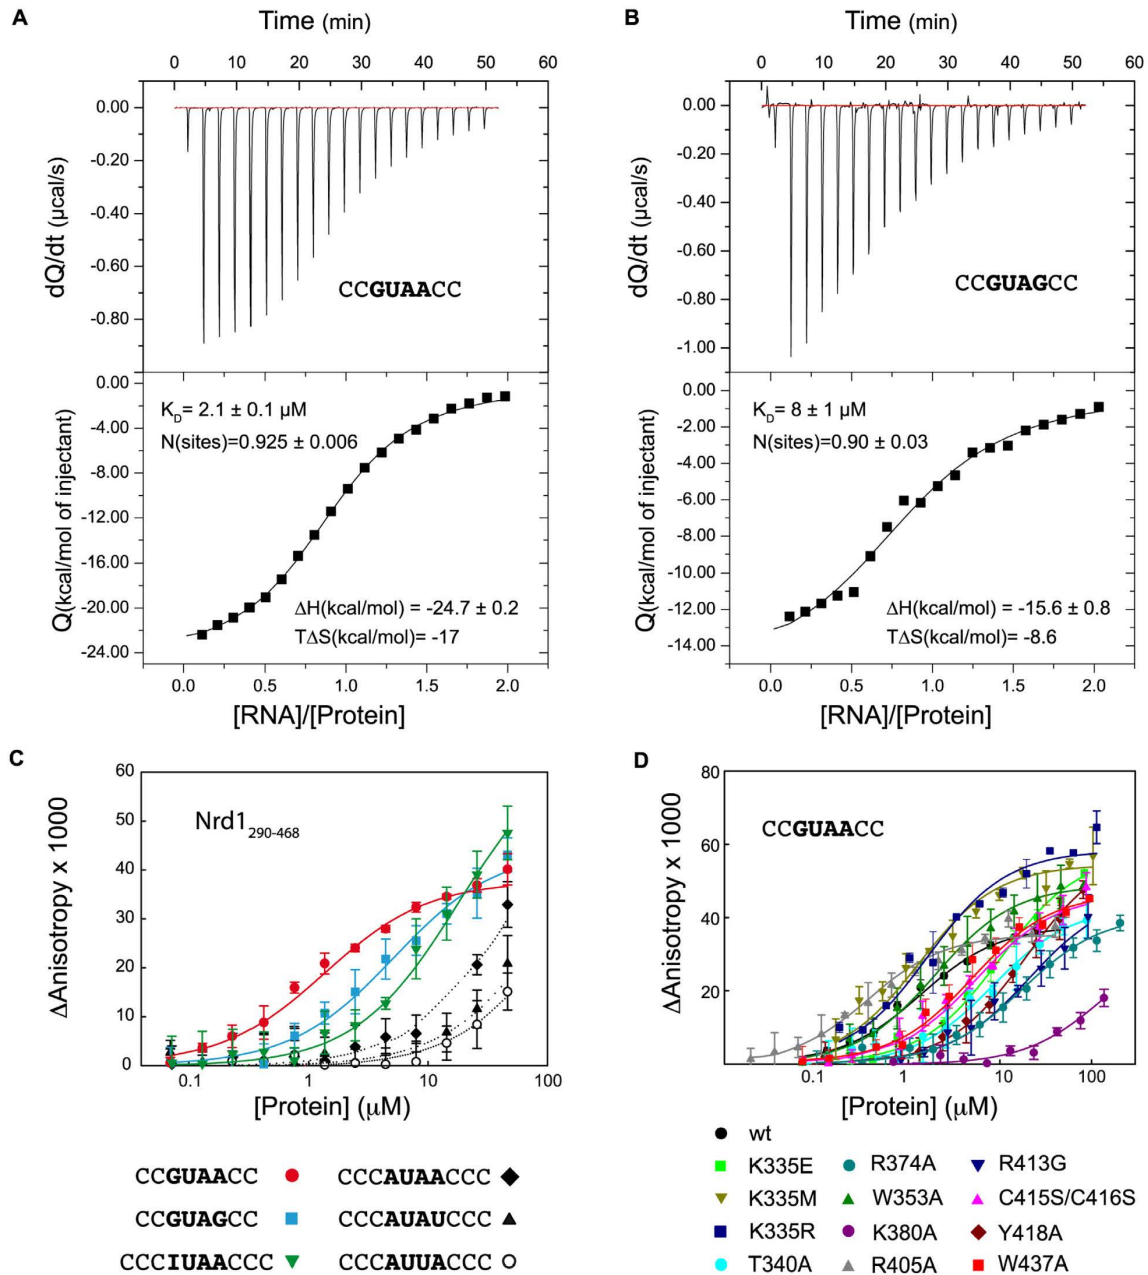 A
Time (min)
0 10 20 30 40 50 60
0.00
-0.20
-0.40
-0.60
-0.80
dQ/dt (µcal/s)
CCGUAACC
0.00
-4.00
-8.00
-12.00
-16.00
-20.00
-24.00
Q(kcal/mol of injectant)
K_D= 2.1 ± 0.1 µM
N(sites)=0.925 ± 0.006
ΔH(kcal/mol) = -24.7 ± 0.2
TΔS(kcal/mol)= -17
0.0 0.5 1.0 1.5 2.0
[RNA]/[Protein]
B
Time (min)
0 10 20 30 40 50 60
0.00
-0.20
-0.40
-0.60
-0.80
-1.00
dQ/dt (µcal/s)
CCGUAGCC
0.00
-2.00
-4.00
-6.00
-8.00
-10.00
-12.00
-14.00
Q(kcal/mol of injectant)
K_D= 8 ± 1 µM
N(sites)=0.90 ± 0.03
ΔH(kcal/mol) = -15.6 ± 0.8
TΔS(kcal/mol)= -8.6
0.0 0.5 1.0 1.5 2.0
[RNA]/[Protein]
C
60
50
40
30
20
10
0
ΔAnisotropy x 1000
Nrd1290-468
0.1 1 10 100
[Protein] (µM)
CCGUAACC
CCGUAGCC
CCCIUAACCC
CCCAUAACCC
CCCAUAUCCC
CCCAUUACCC
D
80
60
40
20
ΔAnisotropy x 1000
CCGUAACC
0.1 1 10 100
[Protein] (µM)
wt
K335E
K335M
K335R
T340A
R374A
W353A
K380A
R405A
R413G
C415S/C416S
Y418A
W437A